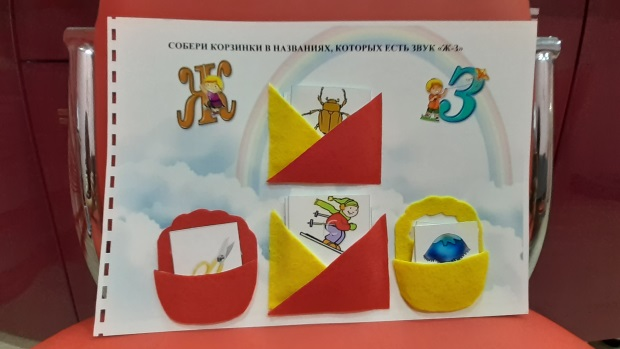 СОБЕРИ КОРЗИНКИ В НАЗВАНИЯХ, КОТОРЫХ ЕСТЬ ЗВУК «Ж-З»
Ж З